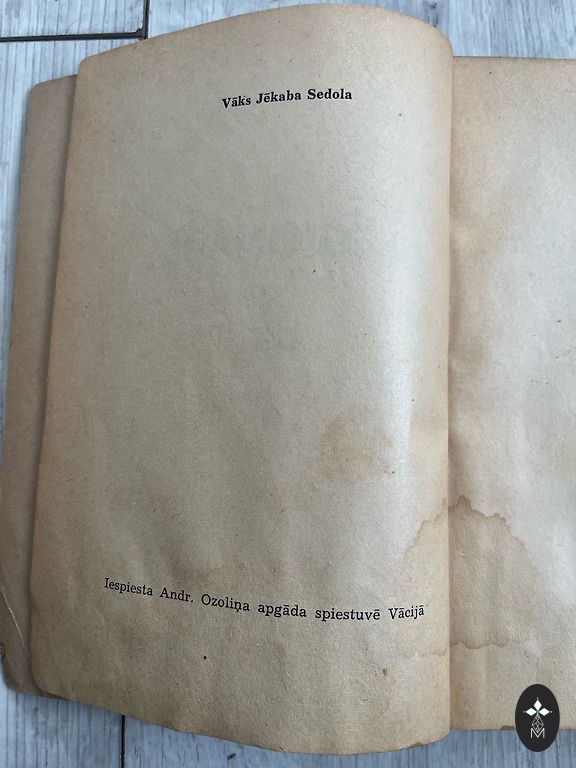 Vāks Jēkaba Sedola
Iespiesta Andr. Ozoliņa apgāda spiestuvē Vācijā
M